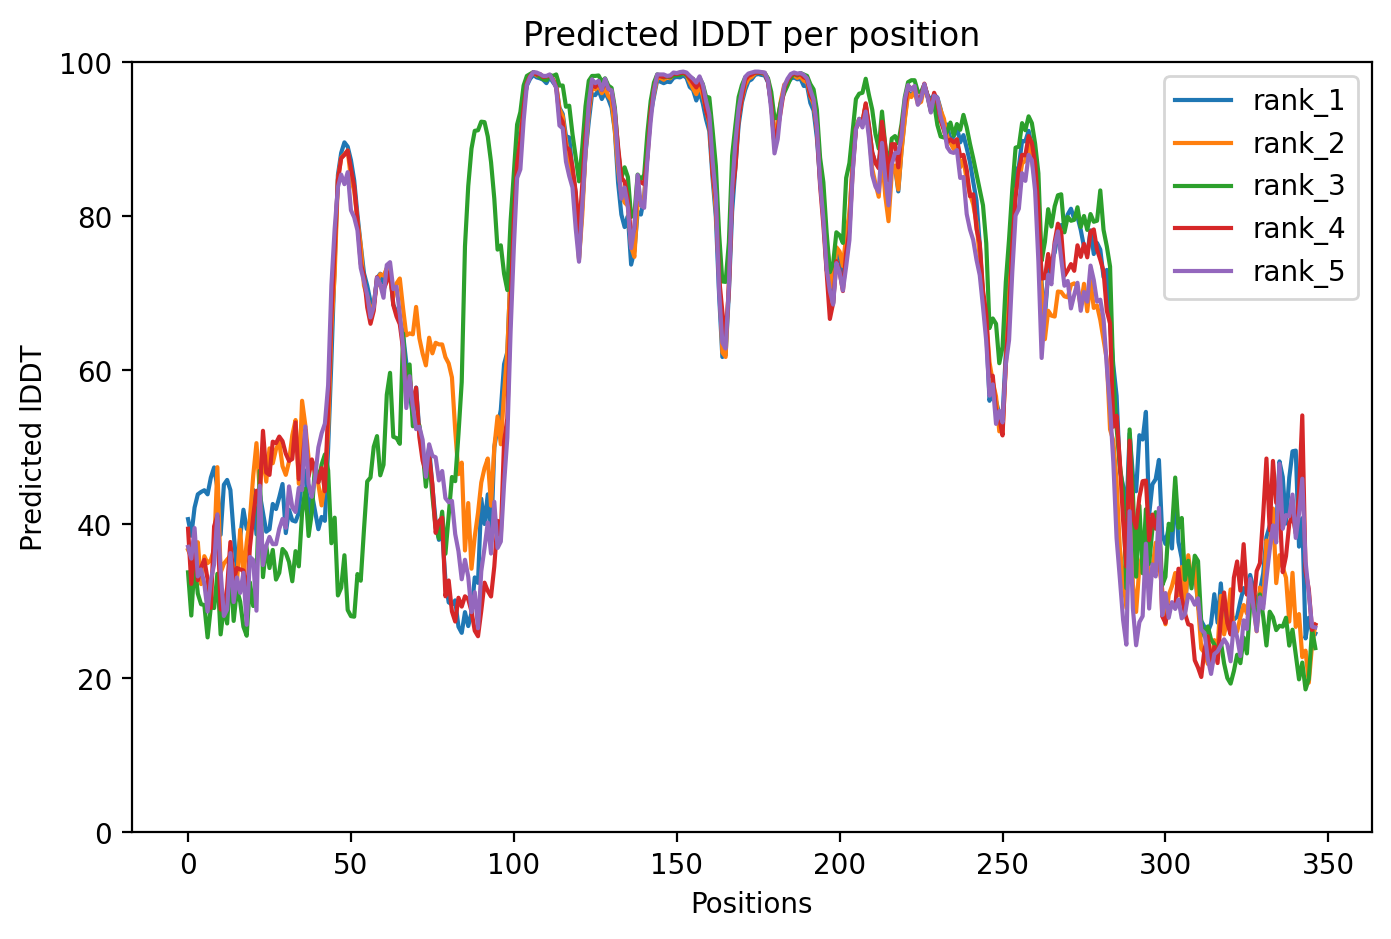 Predicted lDDT per position
100
80
60
40
20
0
Predicted lDDT
0 50 100 150 200 250 300 350
Positions
rank_1
rank_2
rank_3
rank_4
rank_5